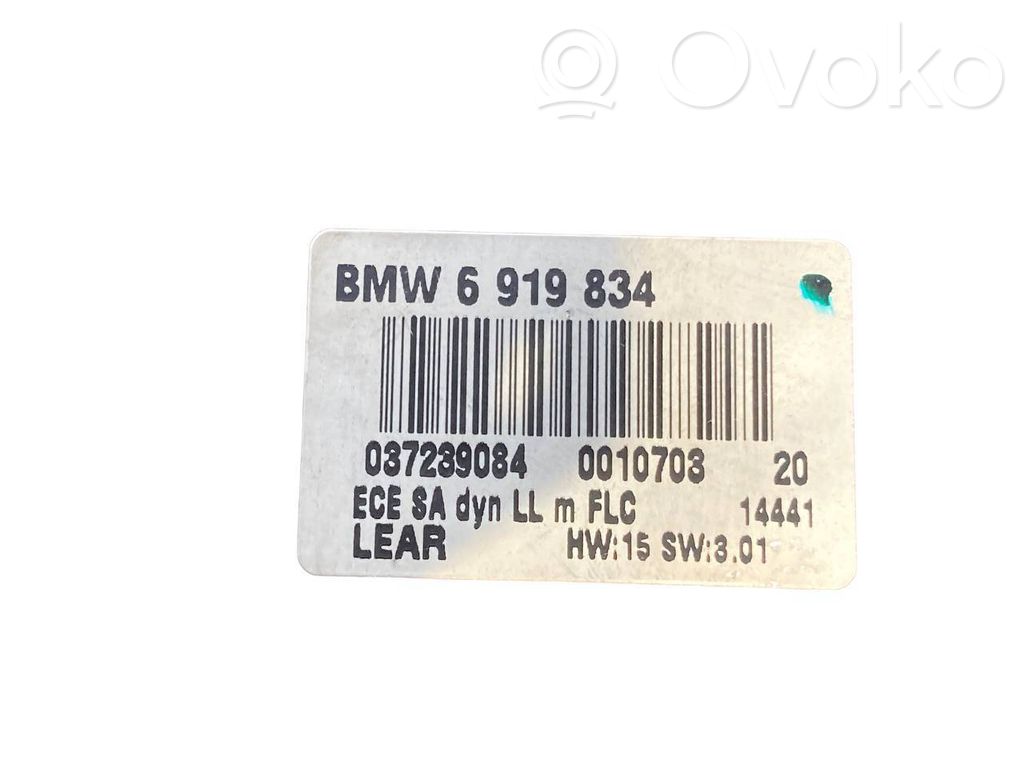 Ovoko
BMW 6 919 834
037239084 0010703 20
ECE SA dyn LL m FLC 14441
LEAR HW:15 SW:3.01